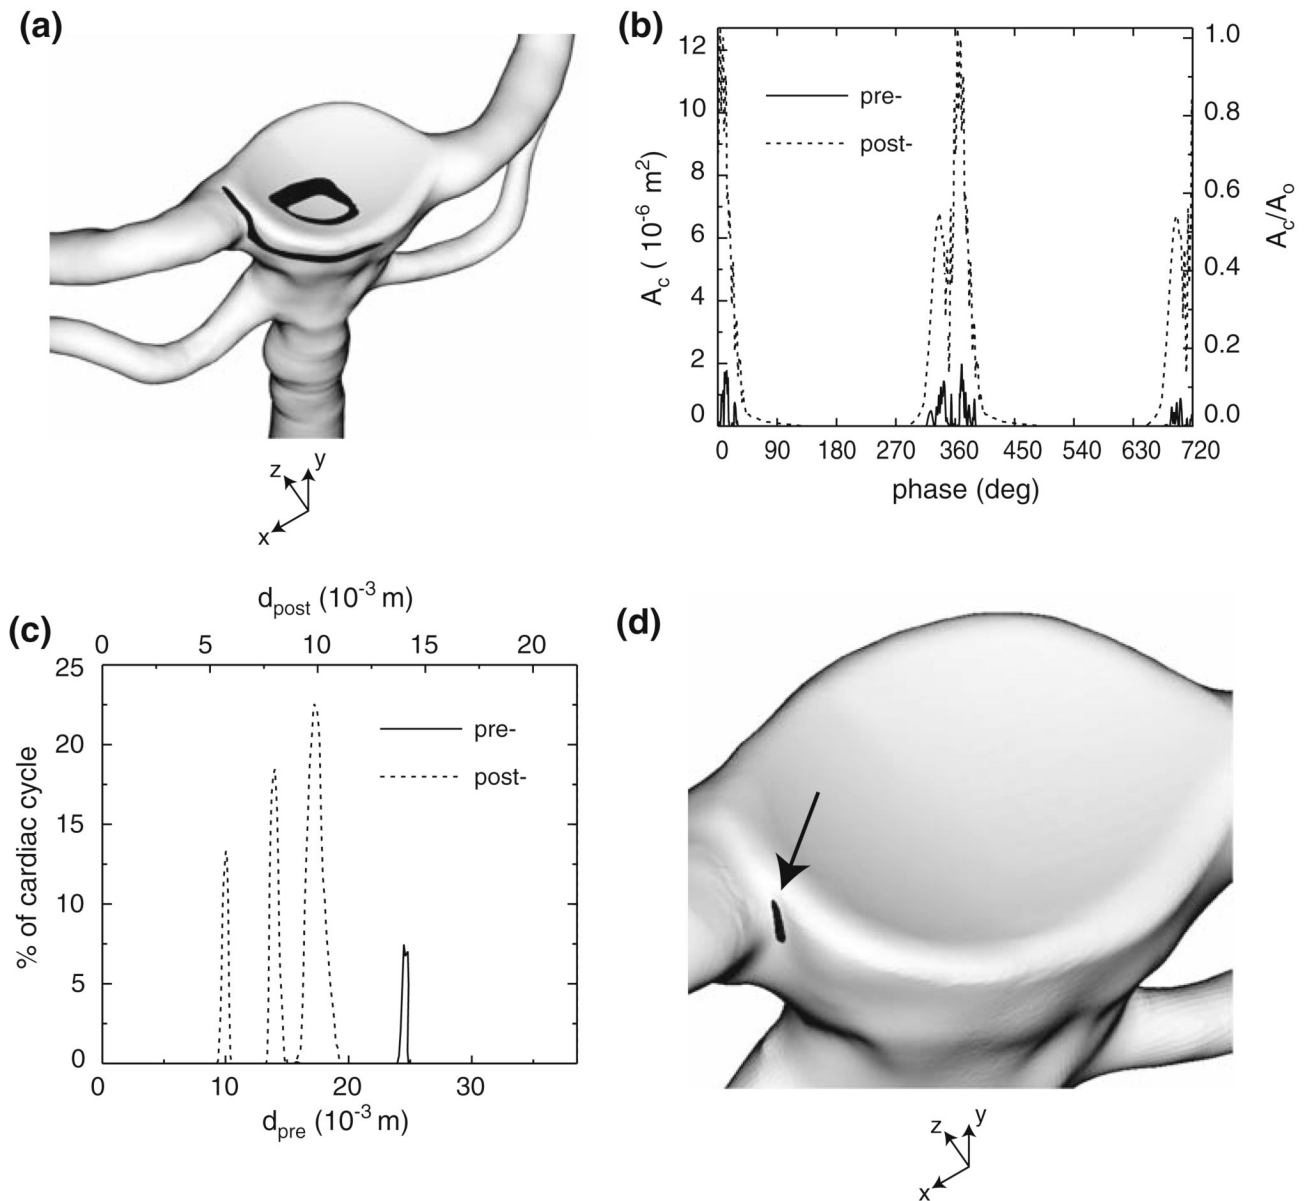 (a)
z y
x
(b)
12
10
8
6
4
2
0
A_c ( 10^-6 m^2)
pre-
post-
1.0
0.8
0.6
0.4
0.2
0.0
A_c/A_o
0 90 180 270 360 450 540 630 720
phase (deg)
(c)
d_post (10^-3 m)
0 5 10 15 20
25
20
15
10
5
0
% of cardiac cycle
pre-
post-
0 10 20 30
d_pre (10^-3 m)
(d)
z y
x